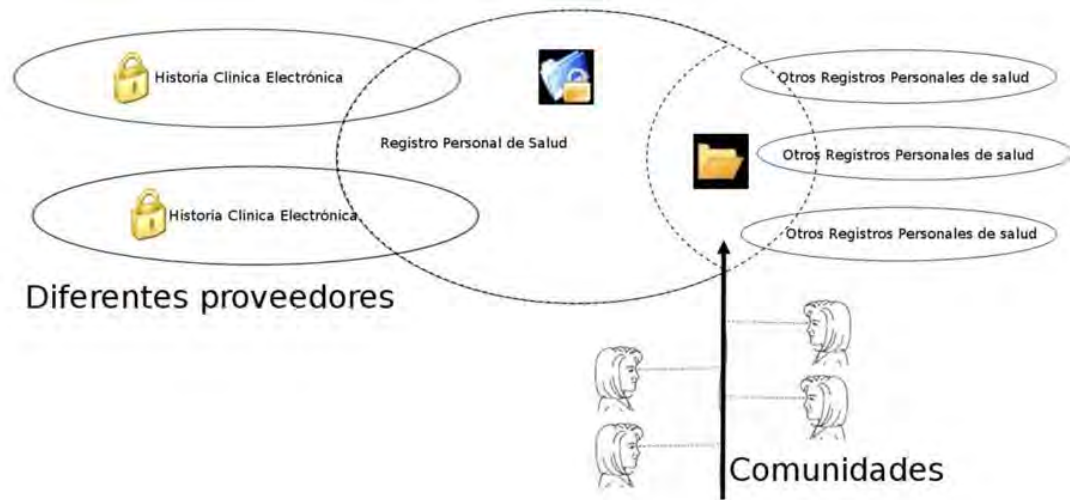 Historia Clinica Electrónica
Otros Registros Personales de salud
Registro Personal de Salud
Otros Registros Personales de salud
Historia Clinica Electrónica
Otros Registros Personales de salud
Diferentes proveedores
Comunidades